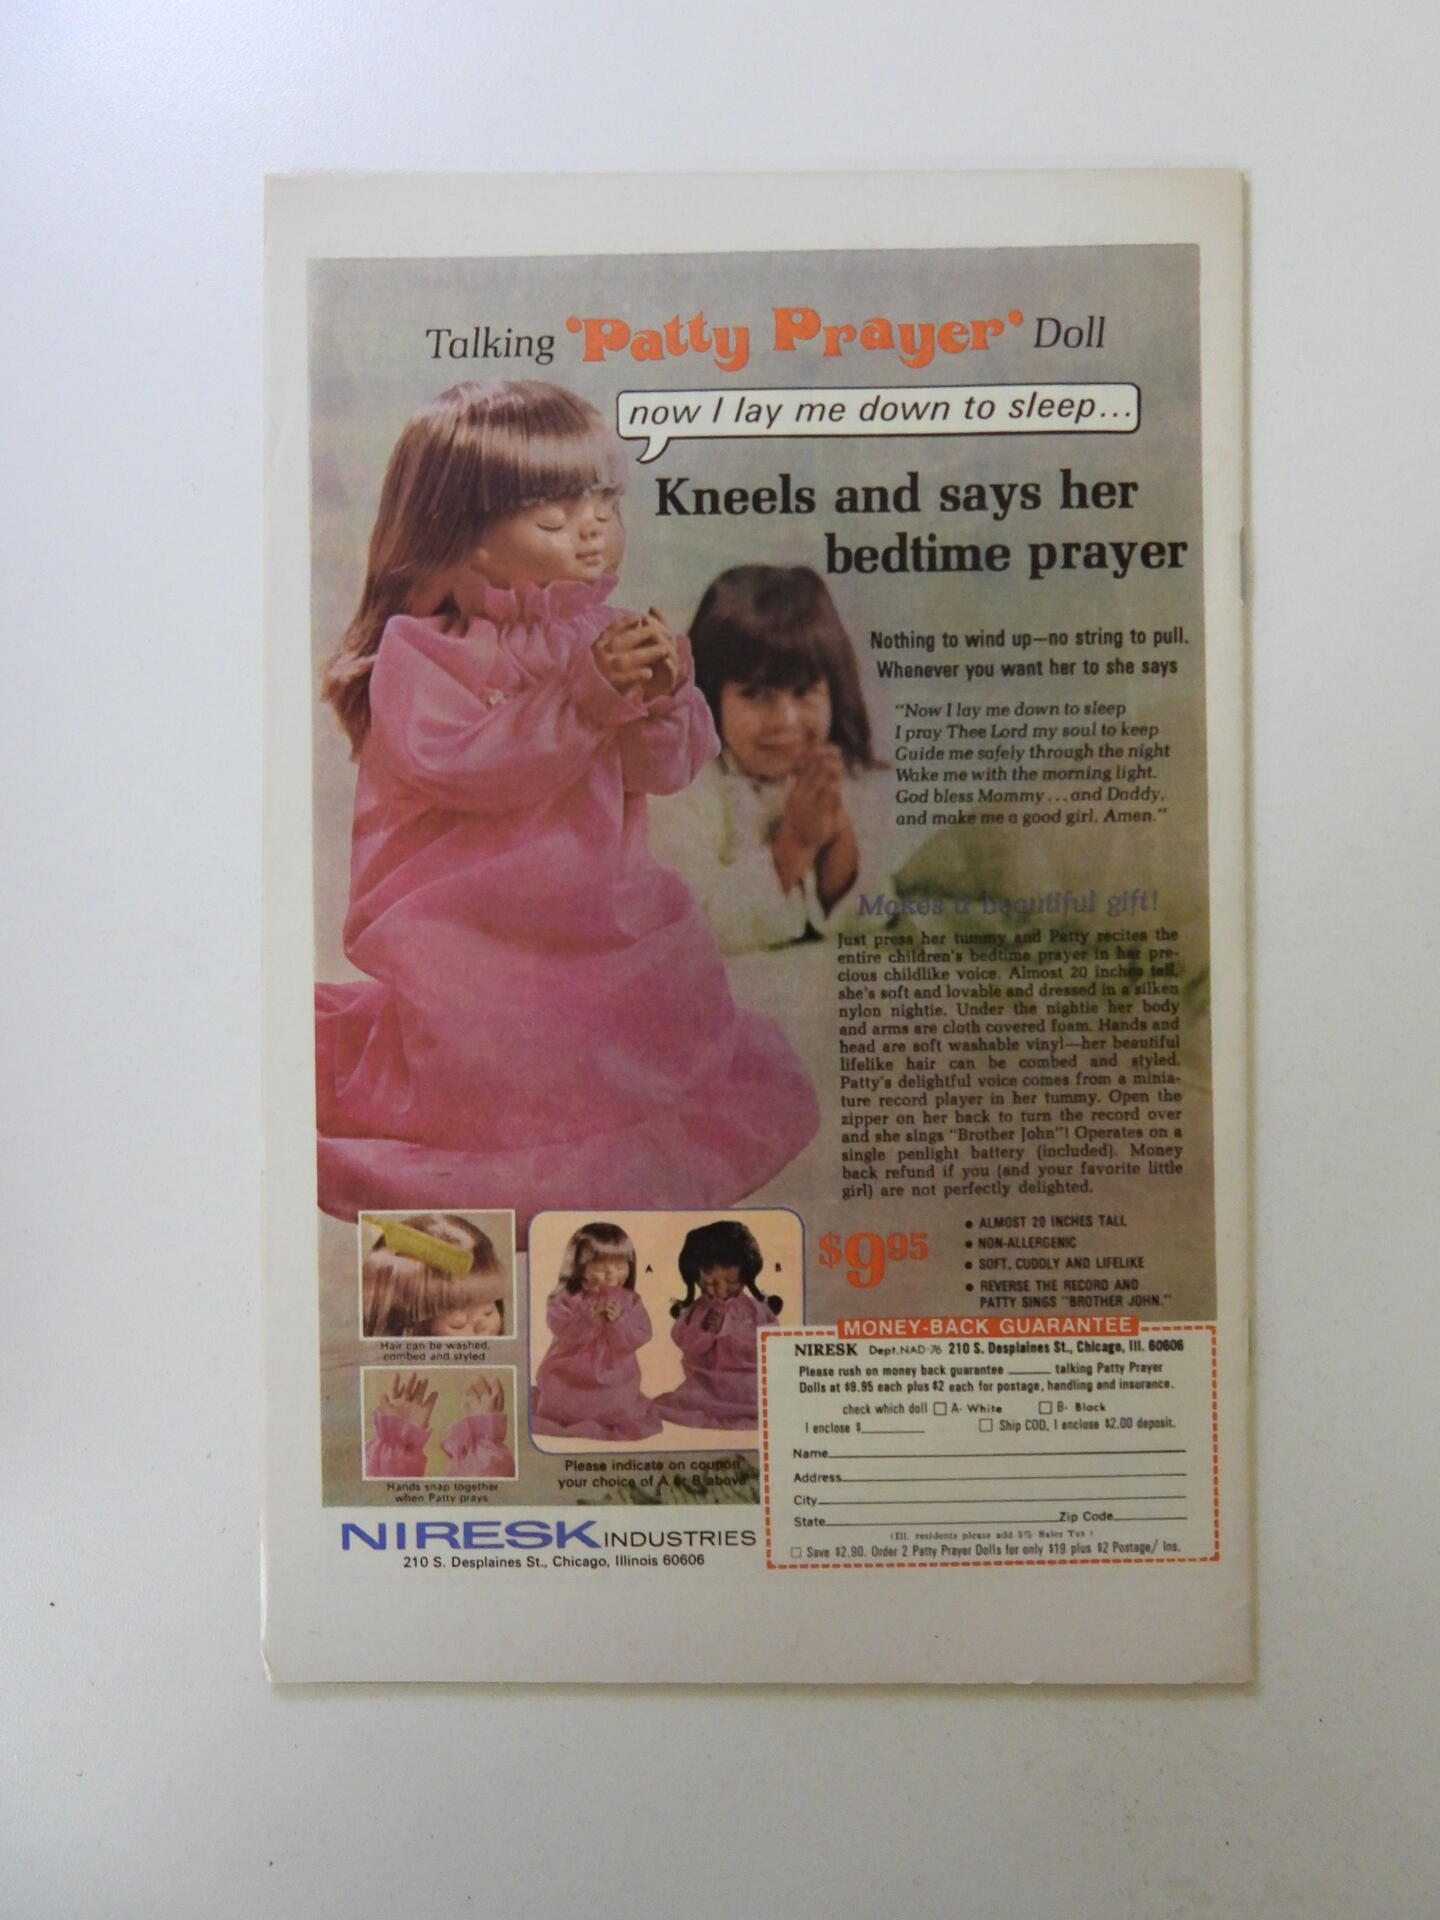 Talking 'Patty Prayer' Doll
now I lay me down to sleep...
Kneels and says her
bedtime prayer
Nothing to wind up—no string to pull.
Whenever you want her to she says
"Now I lay me down to sleep
I pray Thee Lord my soul to keep
Guide me safely through the night
Wake me with the morning light.
God bless Mommy...and Daddy,
and make me a good girl. Amen."
Makes a beautiful gift!
Just press her tummy and Patty recites the
entire children's bedtime prayer in her pre-
cious childlike voice. Almost 20 inches tall,
she's soft and lovable and dressed in a silken
nylon nightie. Under the nightie her body
and arms are cloth covered foam. Hands and
head are soft washable vinyl—her beautiful
lifelike hair can be combed and styled.
Patty's delightful voice comes from a minia-
ture record player in her tummy. Open the
zipper on her back to turn the record over
and she sings "Brother John"! Operates on a
single penlight battery (included). Money
back refund if you (and your favorite little
girl) are not perfectly delighted.
$9.95
• ALMOST 20 INCHES TALL
• NON-ALLERGENIC
• SOFT, CUDDLY AND LIFELIKE
• REVERSE THE RECORD AND
PATTY SINGS "BROTHER JOHN."
Hair can be washed,
combed and styled
Hands snap together
when Patty prays
A
B
Please indicate on coupon
your choice of A or B above
NIRESK INDUSTRIES
210 S. Desplaines St., Chicago, Illinois 60606
MONEY-BACK GUARANTEE
NIRESK Dept.NAD-76 210 S. Desplaines St., Chicago, Ill. 60606
Please rush on money back guarantee ______ talking Patty Prayer
Dolls at $9.95 each plus $2 each for postage, handling and insurance.
check which doll □ A- White □ B- Black
I enclose $________ □ Ship COD, I enclose $2.00 deposit.
Name
Address
City
State Zip Code
(Ill. residents please add 5% Sales Tax)
□ Save $2.90. Order 2 Patty Prayer Dolls for only $19 plus $2 Postage/ Ins.